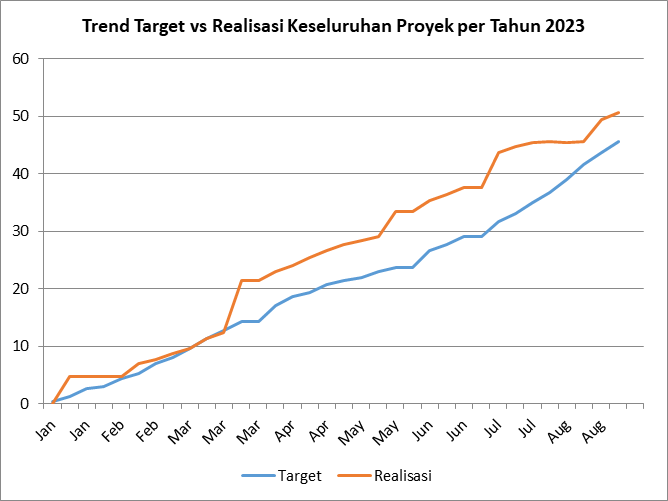 Trend Target vs Realisasi Keseluruhan Proyek per Tahun 2023
60
50
40
30
20
10
0
Jan Jan Feb Feb Mar Mar Mar Apr Apr May May Jun Jun Jul Jul Aug Aug
Target Realisasi